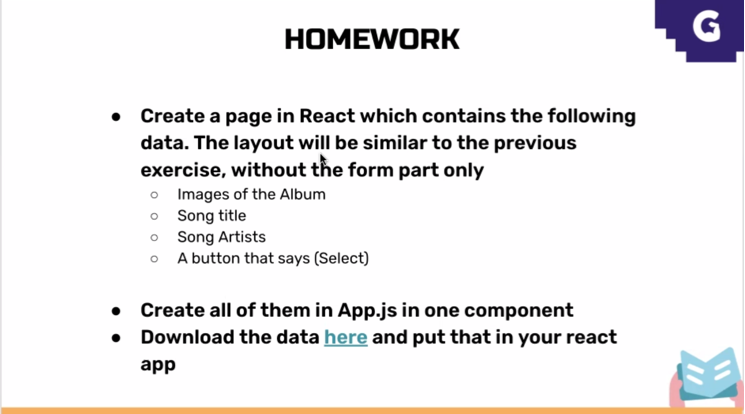 HOMEWORK
G
● Create a page in React which contains the following
data. The layout will be similar to the previous
exercise, without the form part only
○ Images of the Album
○ Song title
○ Song Artists
○ A button that says (Select)
● Create all of them in App.js in one component
● Download the data here and put that in your react
app